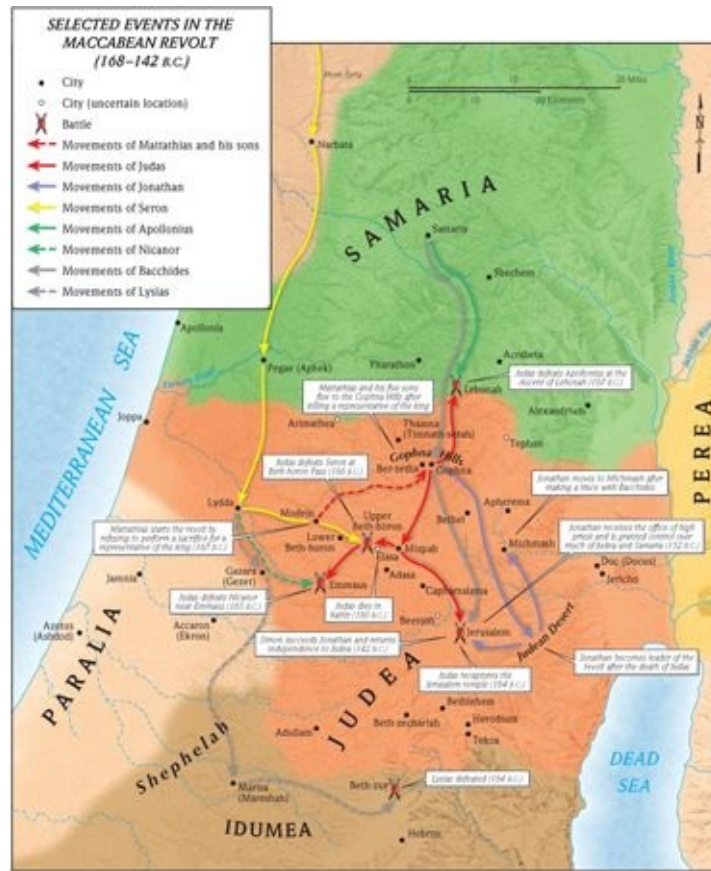 SELECTED EVENTS IN THE
MACCABEAN REVOLT
(168–142 B.C.)
City
City (uncertain location)
Battle
Movements of Mattathias and his sons
Movements of Judas
Movements of Jonathan
Movements of Seron
Movements of Apollonius
Movements of Nicanor
Movements of Bacchides
Movements of Lysias
20 Miles
20 Kilometers
N
Narbata
SAMARIA
Samaria
Shechem
Apollonia
MEDITERRANEAN SEA
Pegae (Aphek)
Pharathon
Acrabeta
Judas defeats Apollonius at the
Ascent of Lebonah (167 B.C.)
Lebonah
Mattathias and his five sons
flee to the Gophna Hills after
killing a representative of the king
Alexandrium
Joppa
Arimathea
Thamna
(Timnath-serah)
Tephon
PEREA
Gophna Hills
Judas defeats Seron at
Beth-horon Pass (166 B.C.)
Ber-zetha
Gophna
Jonathan moves to Michmash after
making a truce with Bacchides
Lydda
Modein
Upper
Beth-horon
Bethel
Apherema
Mattathias starts the revolt by
refusing to perform a sacrifice for a
representative of the king (167 B.C.)
Lower
Beth-horon
Elasa
Mizpah
Michmash
Jonathan receives the office of high
priest and is granted control over
much of Judea and Samaria (152 B.C.)
Jamnia
Gazara
(Gezer)
Emmaus
Adasa
Capharsalama
Doc (Docus)
Jericho
Judas defeats Nicanor
near Emmaus (165 B.C.)
Judas dies in
battle (160 B.C.)
Beeroth
Azotus
(Ashdod)
Accaron
(Ekron)
Simon succeeds Jonathan and returns
independence to Judea (142 B.C.)
Jerusalem
Judean Desert
PARALIA
JUDEA
Judas recaptures the
Jerusalem temple (164 B.C.)
Jonathan becomes leader of the
revolt after the death of Judas
Bethlehem
Shephelah
Adullam
Beth-zechariah
Herodium
Tekoa
DEAD
SEA
Marisa
(Mareshah)
Beth-zur
Lysias defeated (164 B.C.)
IDUMEA
Hebron